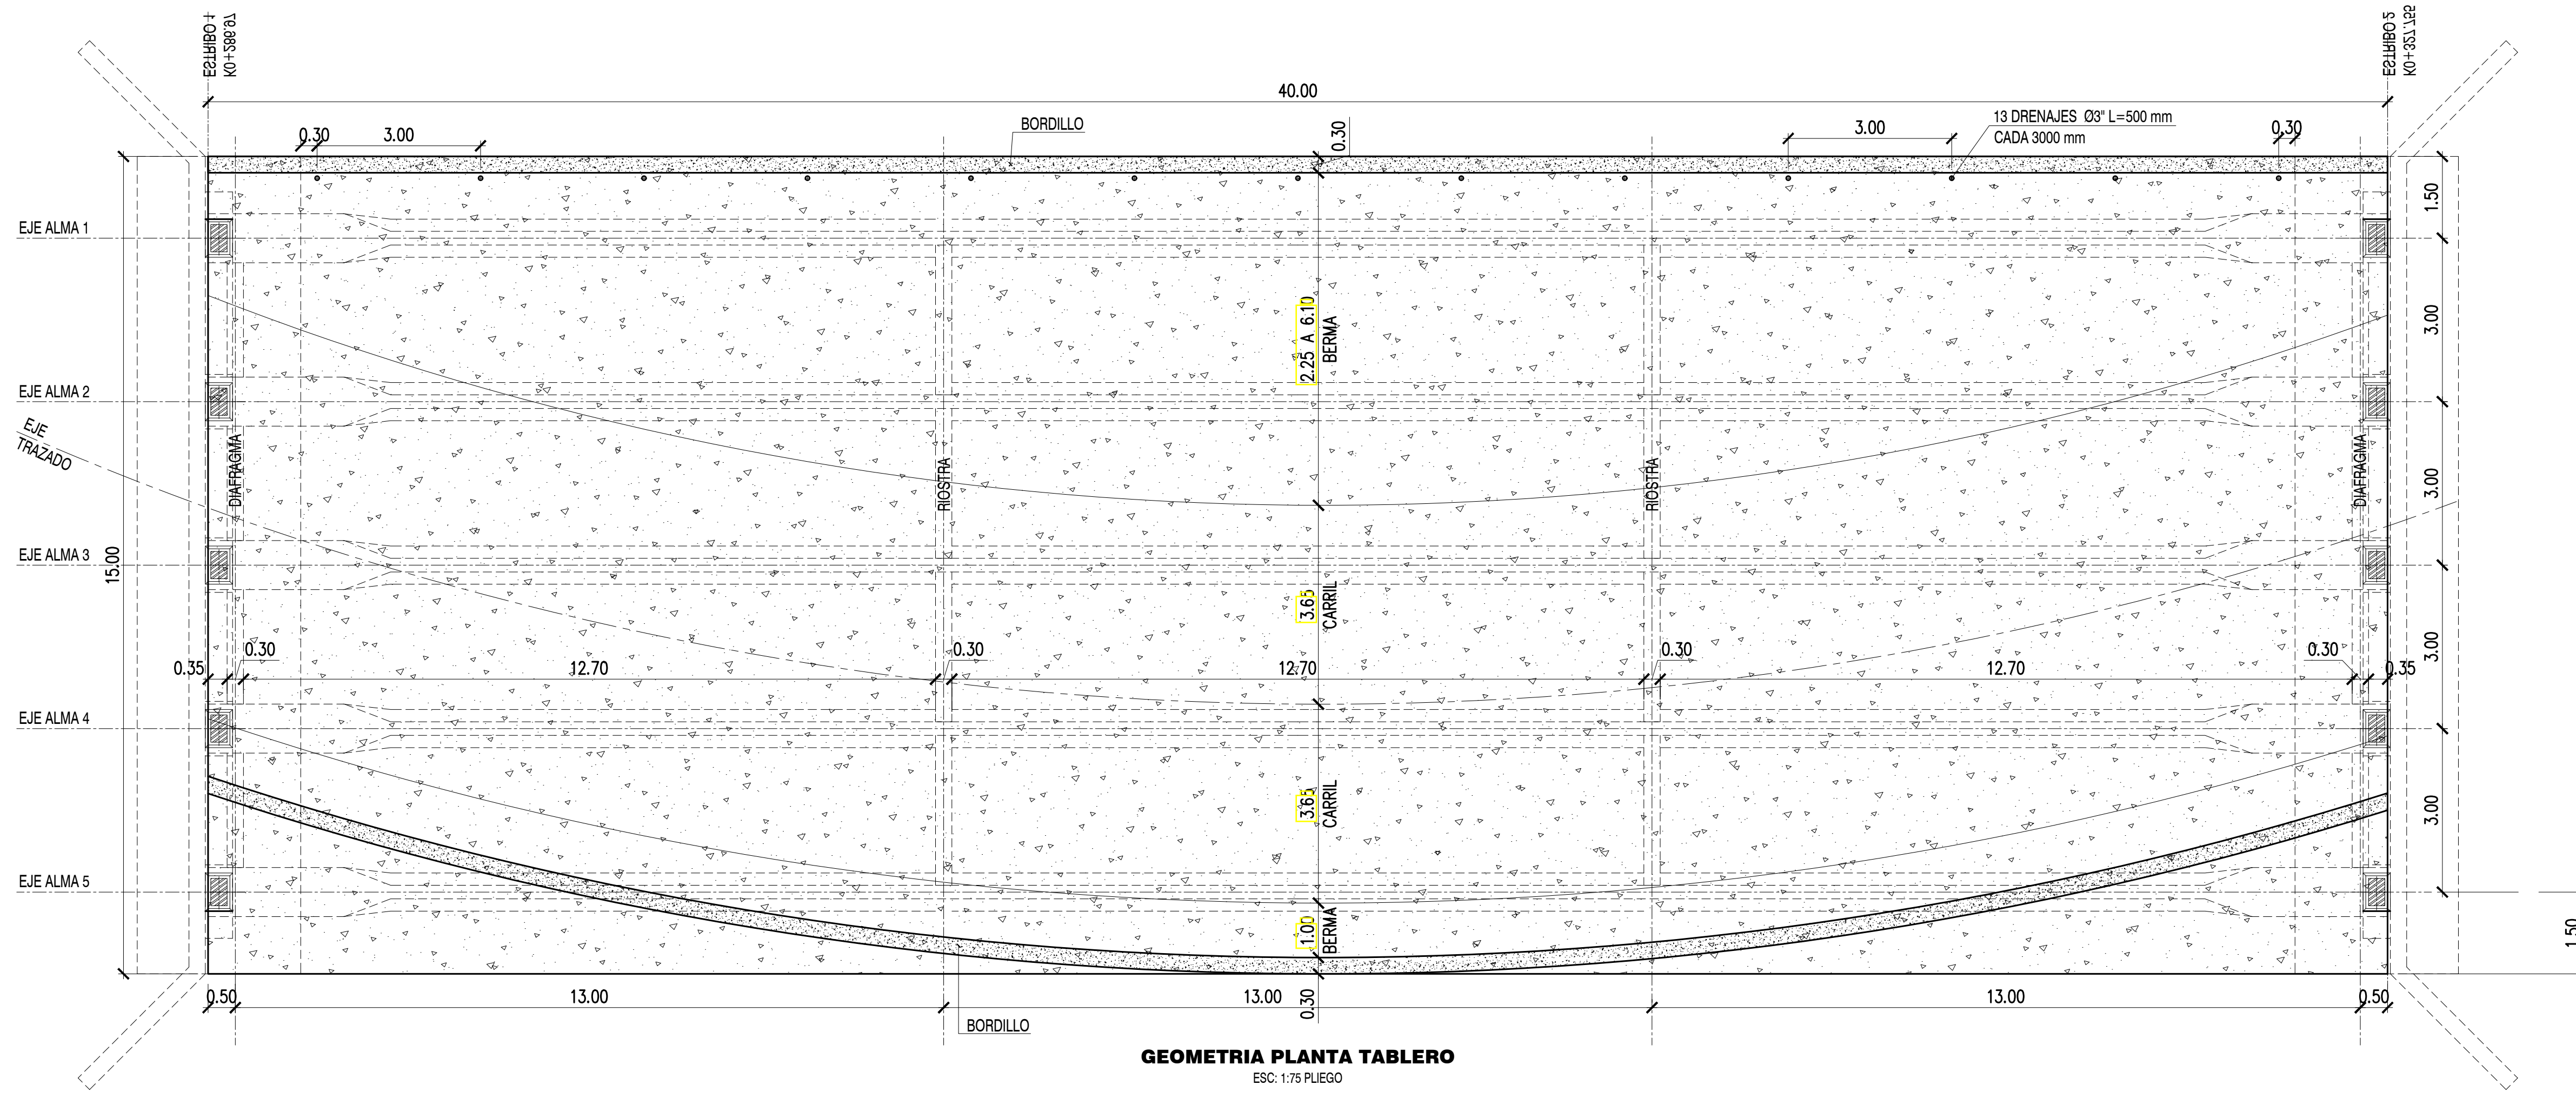 ESTRIBO 1
K0+286.97
ESTRIBO 2
K0+327.755
40.00
0.30
3.00
BORDILLO
0.30
3.00
13 DRENAJES Ø3" L=500 mm
CADA 3000 mm
0.30
1.50
EJE ALMA 1
2.25 A 6.10
BERMA
3.00
EJE ALMA 2
EJE
TRAZADO
DIAFRAGMA
RIOSTRA
RIOSTRA
DIAFRAGMA
3.00
EJE ALMA 3
15.00
3.65
CARRIL
0.35
0.30
12.70
0.30
12.70
0.30
12.70
0.30
0.35
3.00
EJE ALMA 4
3.65
CARRIL
3.00
EJE ALMA 5
1.00
BERMA
1.50
0.50
13.00
13.00
0.30
13.00
0.50
BORDILLO
GEOMETRIA PLANTA TABLERO
ESC: 1:75 PLIEGO